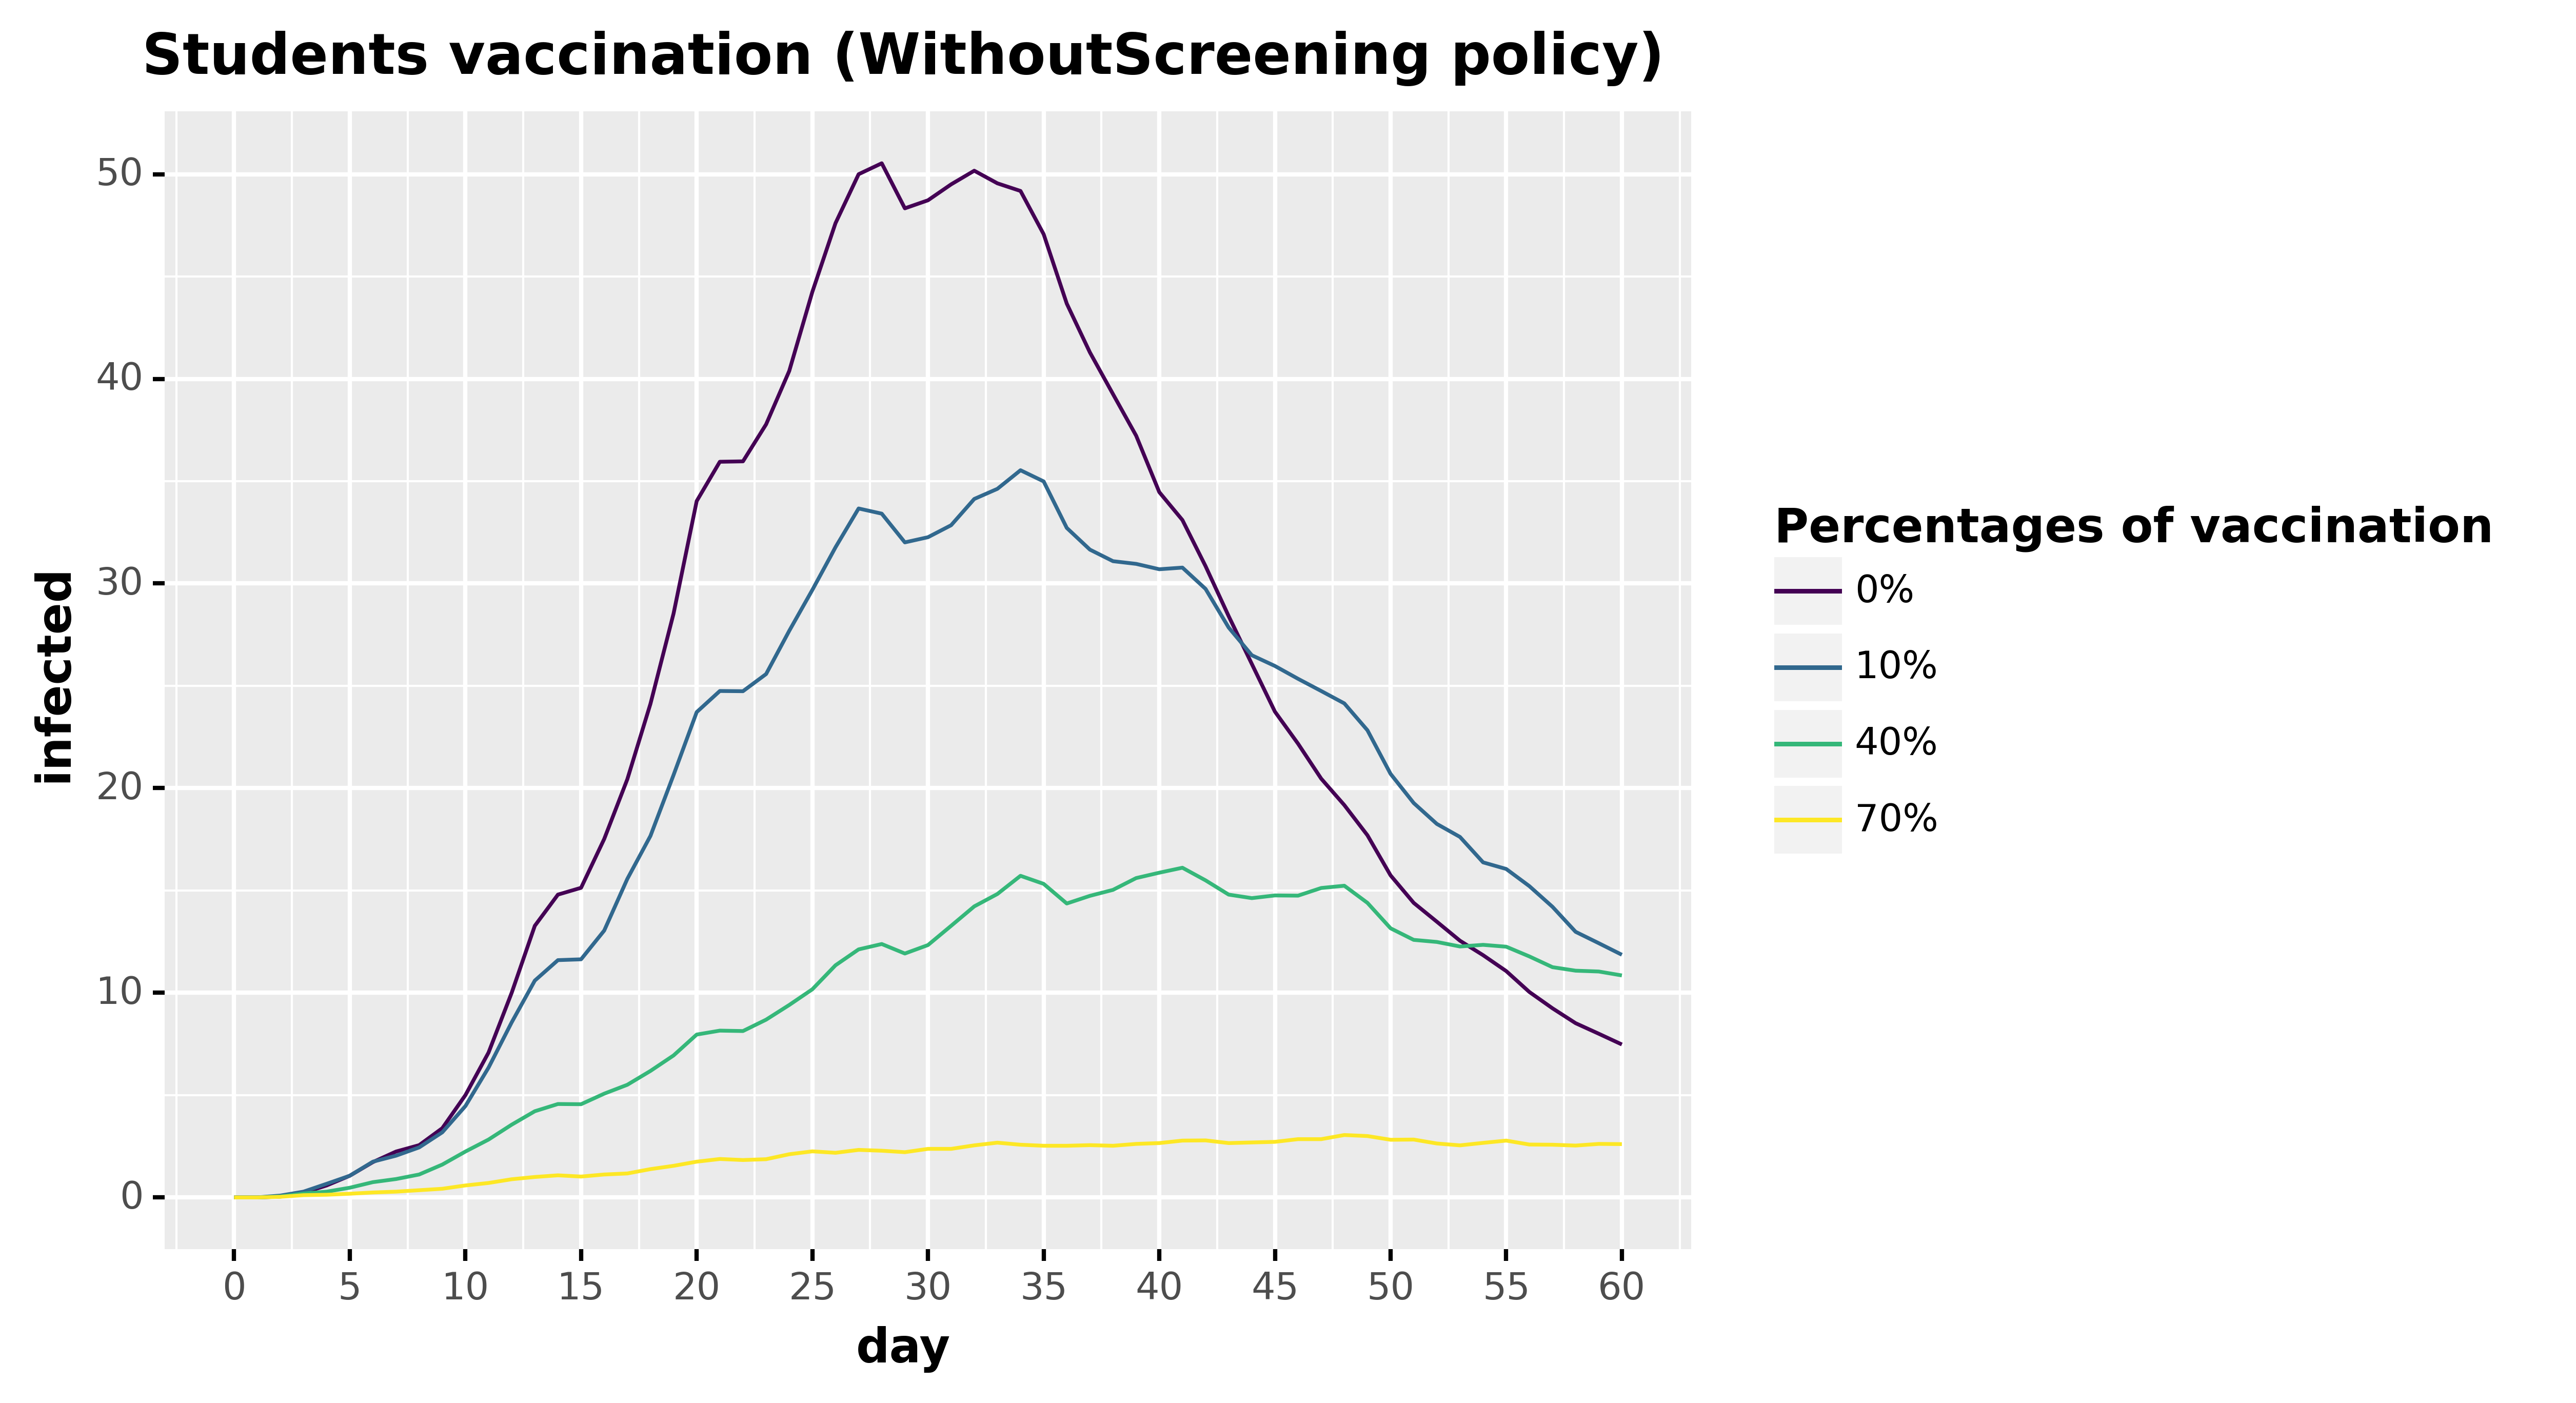 Students vaccination (WithoutScreening policy)
infected
50
40
30
20
10
0
0 5 10 15 20 25 30 35 40 45 50 55 60
day
Percentages of vaccination
0%
10%
40%
70%